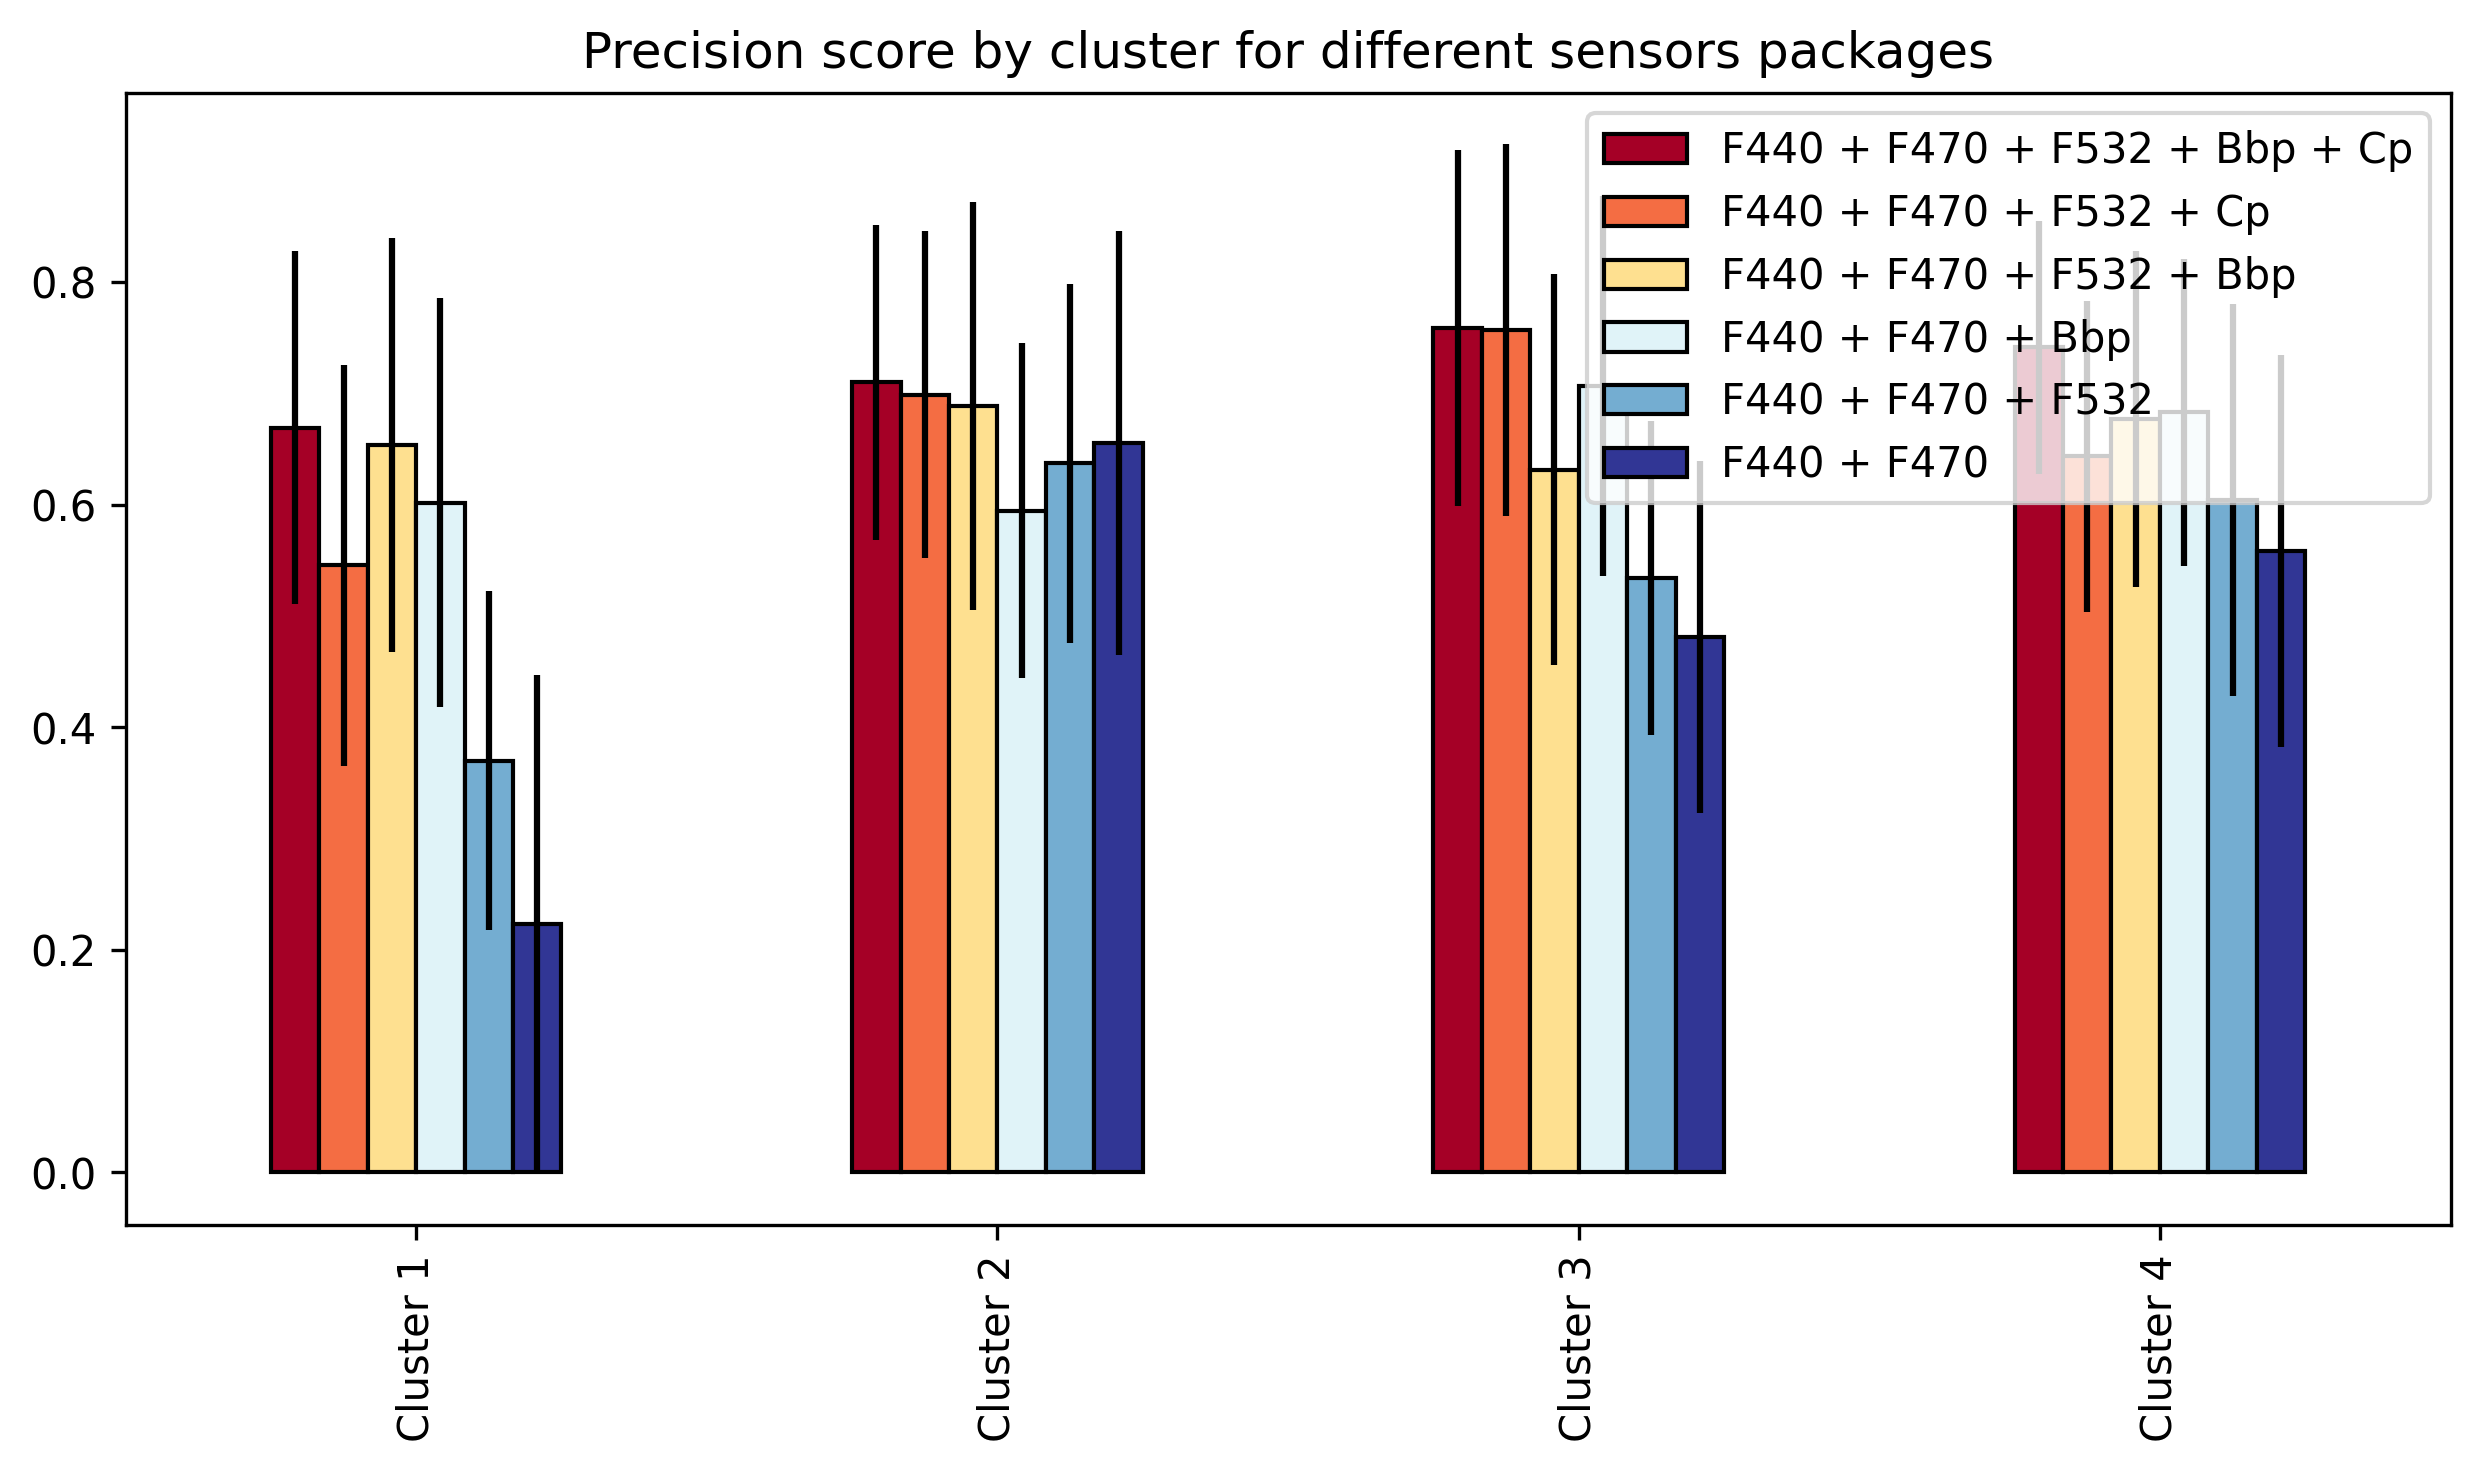 Precision score by cluster for different sensors packages
F440 + F470 + F532 + Bbp + Cp
F440 + F470 + F532 + Cp
F440 + F470 + F532 + Bbp
F440 + F470 + Bbp
F440 + F470 + F532
F440 + F470
0.8
0.6
0.4
0.2
0.0
Cluster 1
Cluster 2
Cluster 3
Cluster 4